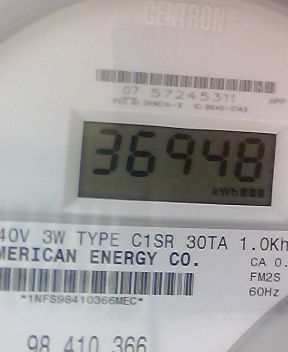 CENTRON®
07 57245311
36948
kWh
40V 3W TYPE C1SR 30TA 1.0Kh
MERICAN ENERGY CO.
CA 0.
FM2S
60Hz
*1NFS98410366MEC*
98 410 366